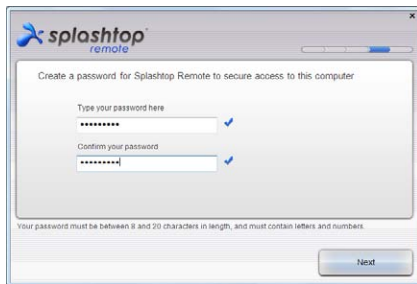 splashtop
remote
Create a password for Splashtop Remote to secure access to this computer
Type your password here
•••••••••
Confirm your password
•••••••••
Your password must be between 8 and 20 characters in length, and must contain letters and numbers.
Next